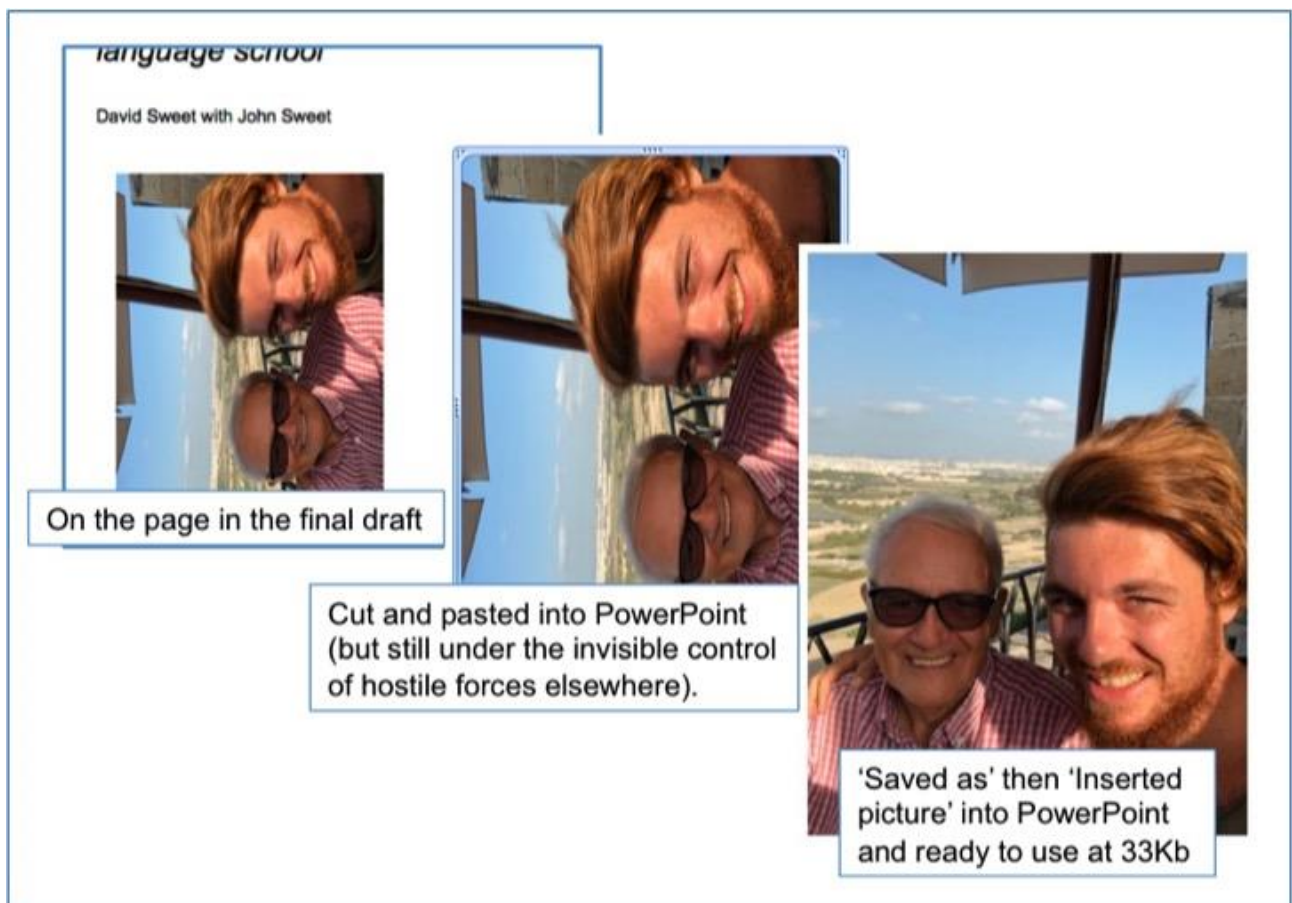 language school
David Sweet with John Sweet
On the page in the final draft
Cut and pasted into PowerPoint
(but still under the invisible control
of hostile forces elsewhere).
‘Saved as’ then ‘Inserted
picture’ into PowerPoint
and ready to use at 33Kb